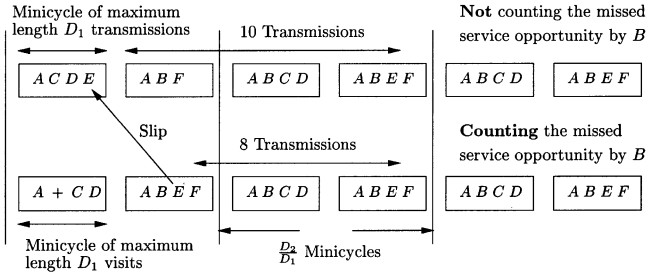 Minicycle of maximum
length D₁ transmissions
10 Transmissions
Not counting the missed
service opportunity by B
A C D E
A B F
A B C D
A B E F
A B C D
A B E F
Slip
8 Transmissions
Counting the missed
service opportunity by B
A + C D
A B E F
A B C D
A B E F
A B C D
A B E F
Minicycle of maximum
length D₁ visits
D₂/D₁ Minicycles